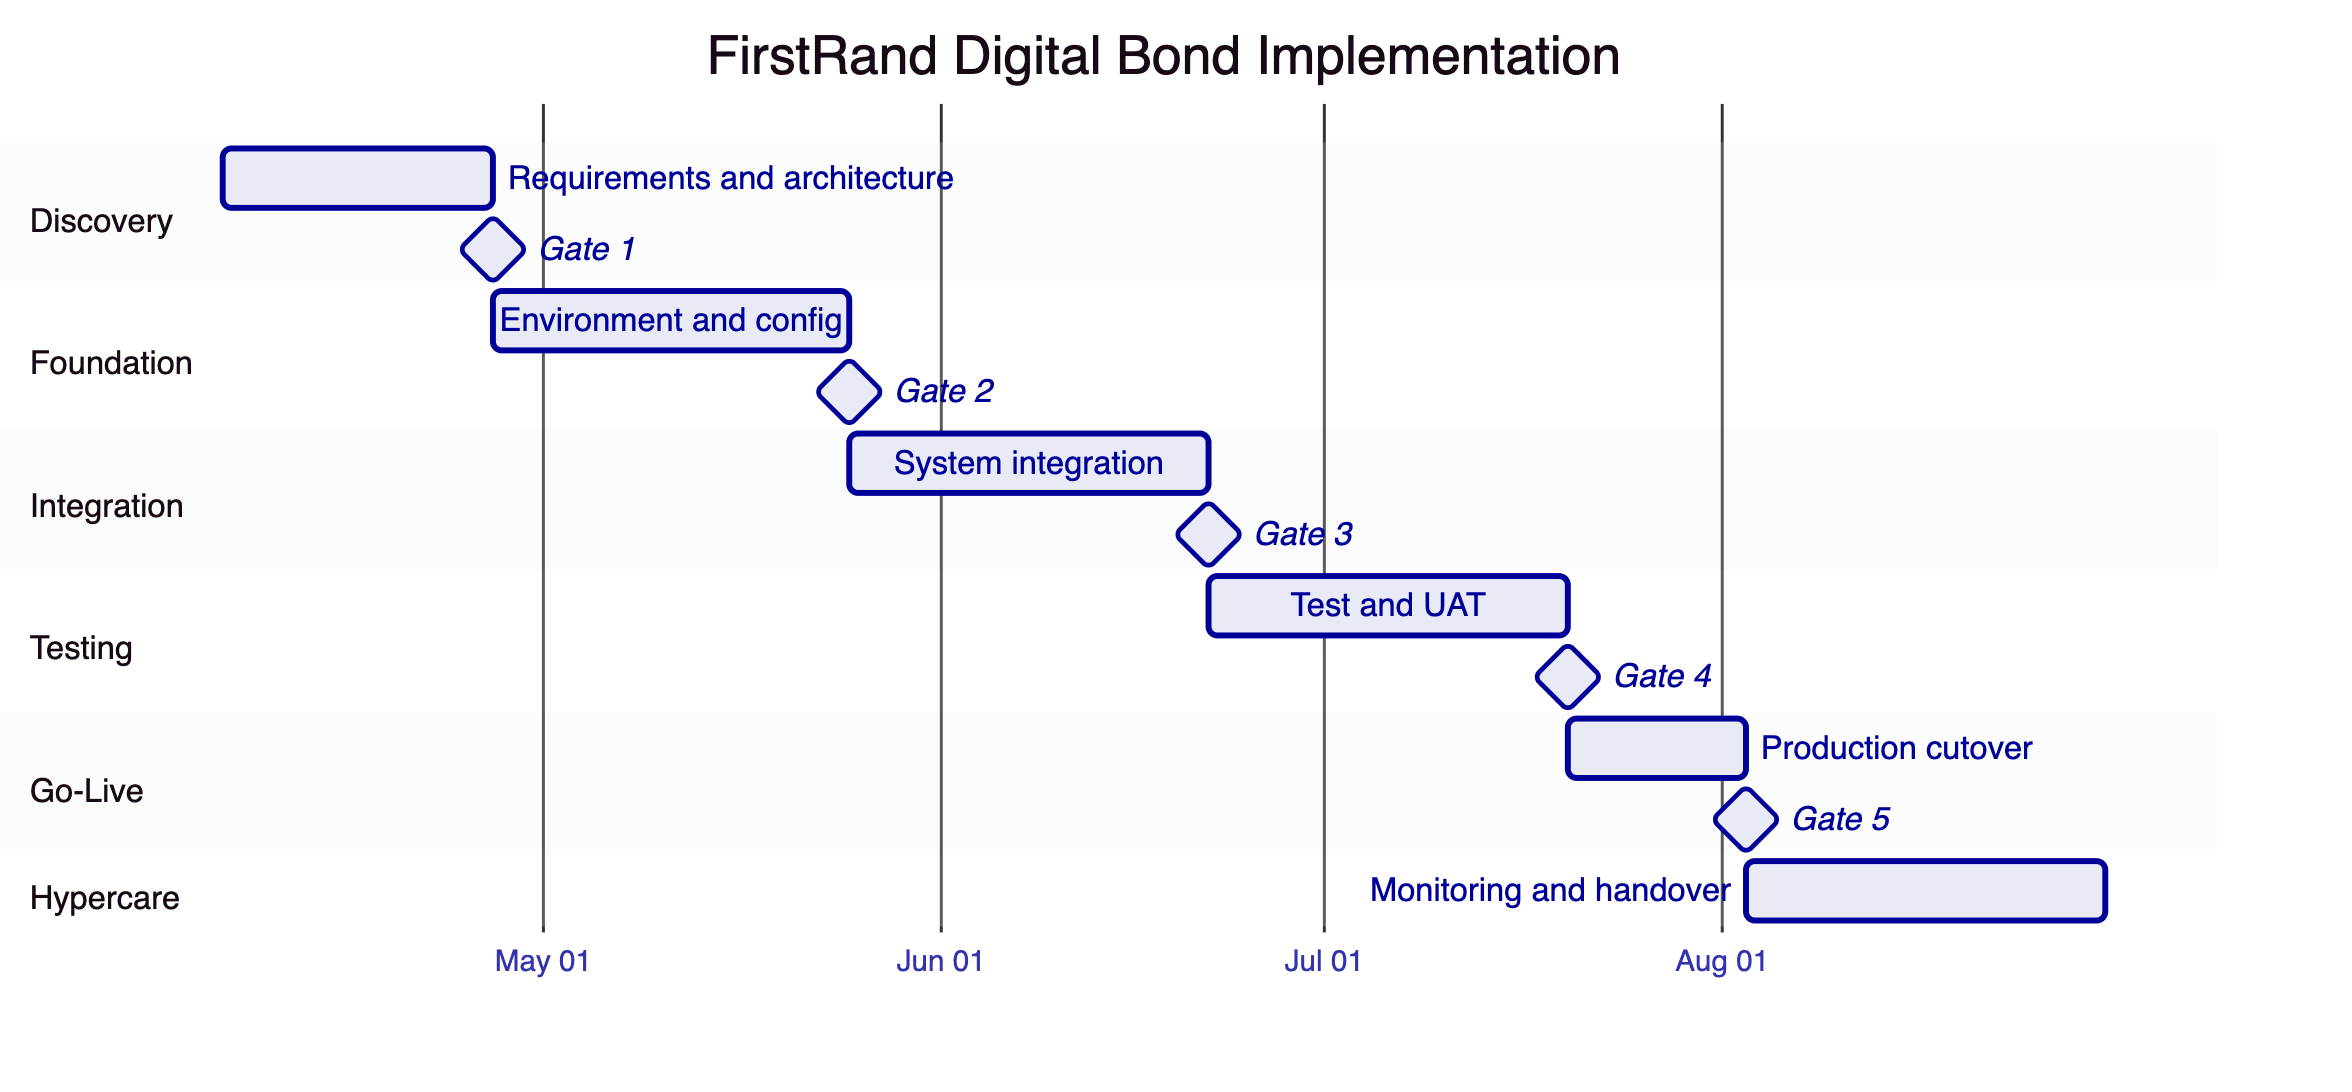 FirstRand Digital Bond Implementation
Requirements and architecture
Discovery
Gate 1
Environment and config
Foundation
Gate 2
System integration
Integration
Gate 3
Test and UAT
Testing
Gate 4
Production cutover
Go-Live
Gate 5
Monitoring and handover
Hypercare
May 01
Jun 01
Jul 01
Aug 01